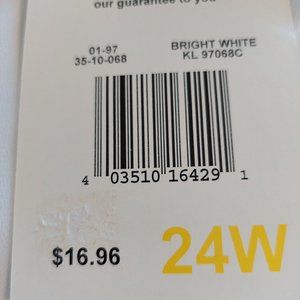 our guarantee to you
01-97 BRIGHT WHITE
35-10-068 KL 97068C
4 03510 16429 1
$16.96 24W